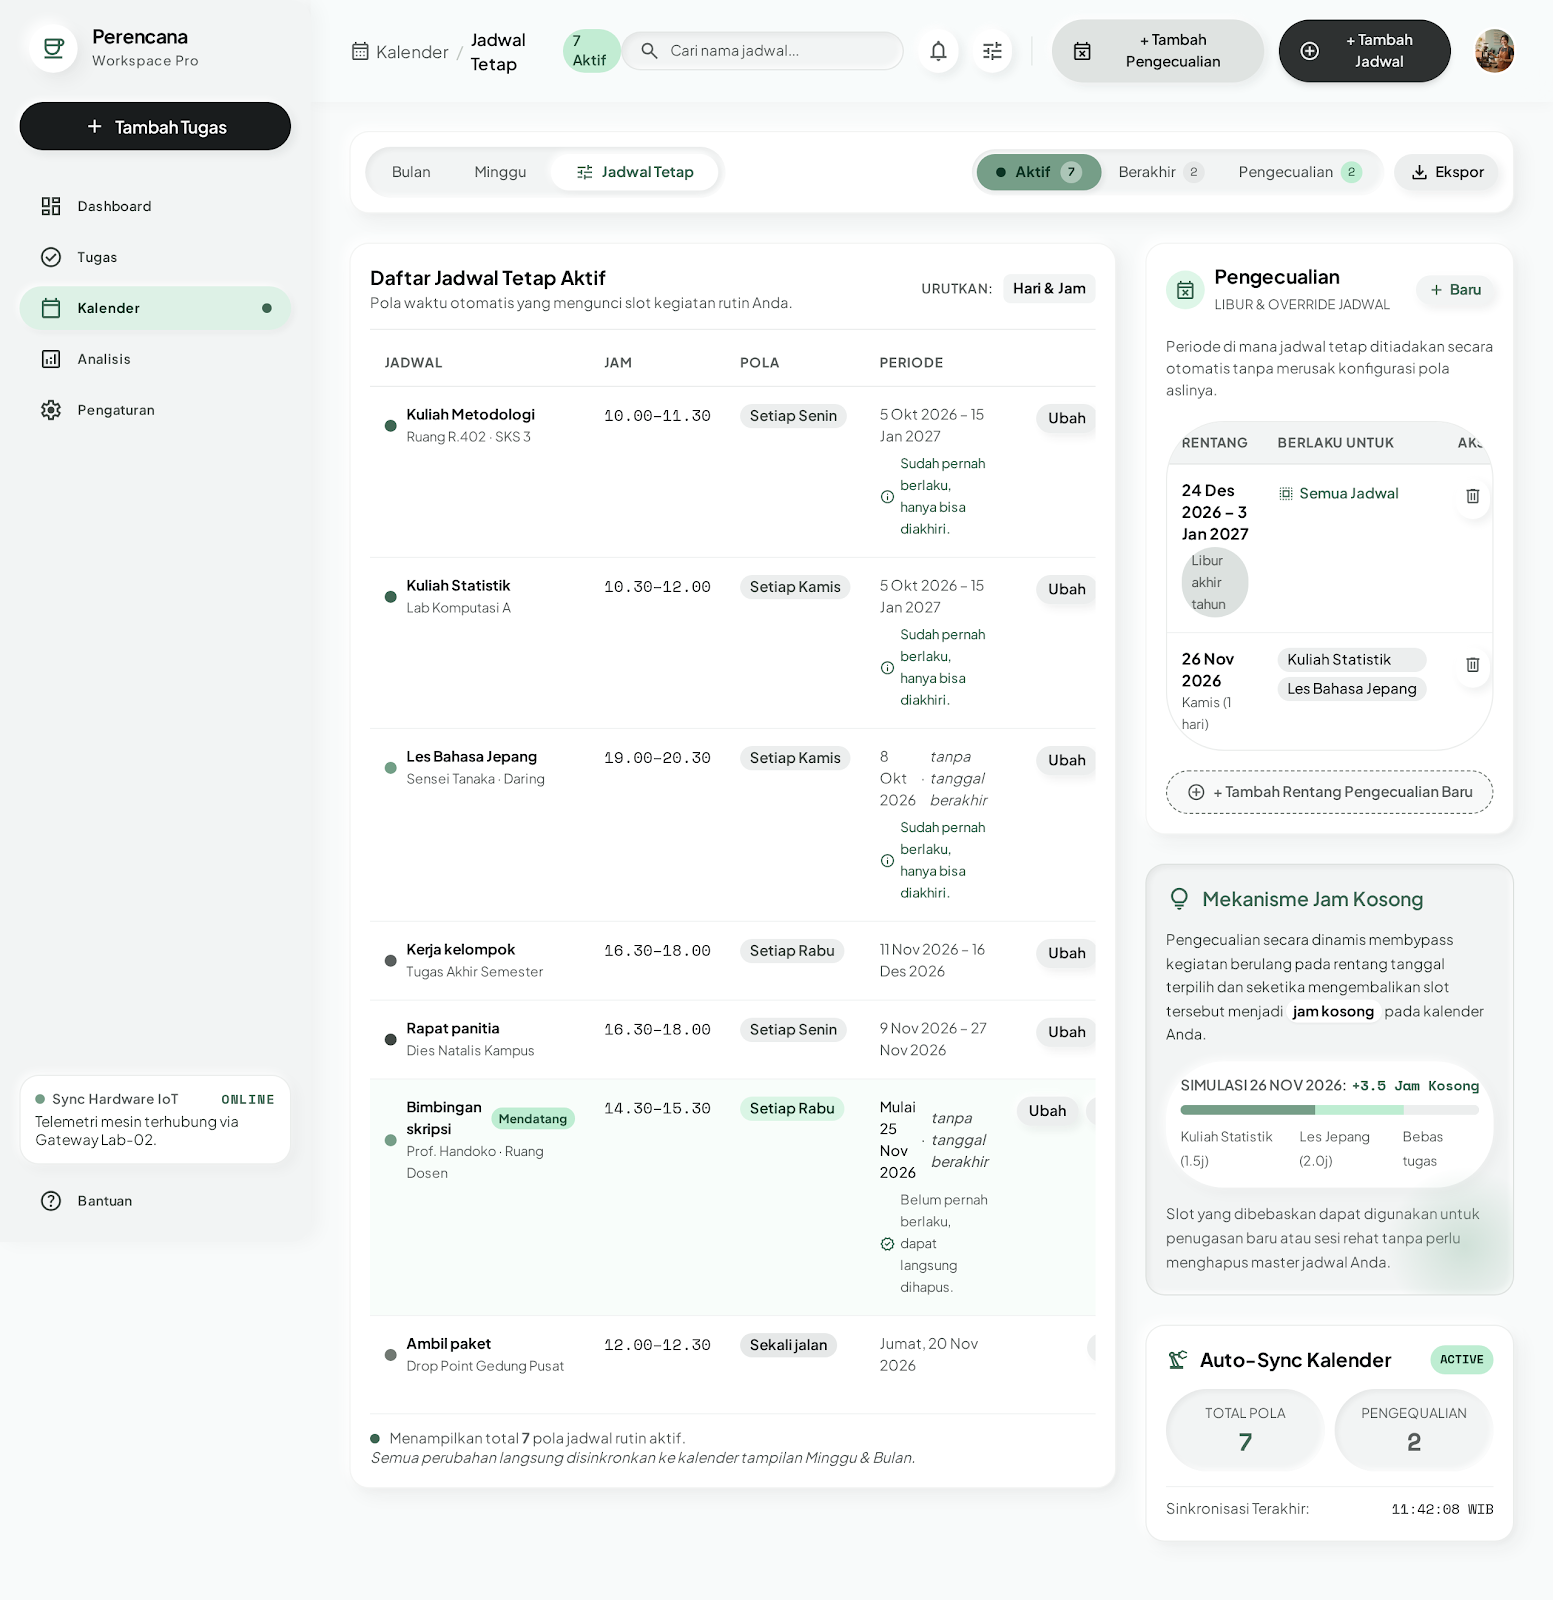 Perencana
Workspace Pro
Tambah Tugas
Dashboard
Tugas
Kalender
Analisis
Pengaturan
Sync Hardware IoT ONLINE
Telemetri mesin terhubung via
Gateway Lab-02.
Bantuan
Kalender / Jadwal Tetap
7 Aktif
Cari nama jadwal...
+ Tambah Pengecualian
+ Tambah Jadwal
Bulan Minggu Jadwal Tetap
Aktif 7 Berakhir 2 Pengecualian 2 Ekspor
Daftar Jadwal Tetap Aktif
Pola waktu otomatis yang mengunci slot kegiatan rutin Anda.
URUTKAN: Hari & Jam
JADWAL JAM POLA PERIODE
Kuliah Metodologi 10.00–11.30 Setiap Senin 5 Okt 2026 – 15 Ubah
Ruang R.402 · SKS 3 Jan 2027
Sudah pernah
berlaku,
hanya bisa
diakhiri.
Kuliah Statistik 10.30–12.00 Setiap Kamis 5 Okt 2026 – 15 Ubah
Lab Komputasi A Jan 2027
Sudah pernah
berlaku,
hanya bisa
diakhiri.
Les Bahasa Jepang 19.00–20.30 Setiap Kamis 8 tanpa Ubah
Sensei Tanaka · Daring Okt · tanggal
2026 berakhir
Sudah pernah
berlaku,
hanya bisa
diakhiri.
Kerja kelompok 16.30–18.00 Setiap Rabu 11 Nov 2026 – 16 Ubah
Tugas Akhir Semester Des 2026
Rapat panitia 16.30–18.00 Setiap Senin 9 Nov 2026 – 27 Ubah
Dies Natalis Kampus Nov 2026
Bimbingan skripsi Mendatang 14.30–15.30 Setiap Rabu Mulai 25 Nov 2026 · tanpa tanggal berakhir Ubah
Prof. Handoko · Ruang
Dosen
Belum pernah
berlaku,
dapat
langsung
dihapus.
Ambil paket 12.00–12.30 Sekali jalan Jumat, 20 Nov
Drop Point Gedung Pusat 2026
Menampilkan total 7 pola jadwal rutin aktif.
Semua perubahan langsung disinkronkan ke kalender tampilan Minggu & Bulan.
Pengecualian
LIBUR & OVERRIDE JADWAL
+ Baru
Periode di mana jadwal tetap ditiadakan secara
otomatis tanpa merusak konfigurasi pola
aslinya.
RENTANG BERLAKU UNTUK
24 Des Semua Jadwal
2026 – 3
Jan 2027
Libur
akhir
tahun
26 Nov Kuliah Statistik
2026 Les Bahasa Jepang
Kamis (1
hari)
+ Tambah Rentang Pengecualian Baru
Mekanisme Jam Kosong
Pengecualian secara dinamis membypass
kegiatan berulang pada rentang tanggal
terpilih dan seketika mengembalikan slot
tersebut menjadi jam kosong pada kalender
Anda.
SIMULASI 26 NOV 2026: +3.5 Jam Kosong
Kuliah Statistik Les Jepang Bebas
(1.5j) (2.0j) tugas
Slot yang dibebaskan dapat digunakan untuk
penugasan baru atau sesi rehat tanpa perlu
menghapus master jadwal Anda.
Auto-Sync Kalender ACTIVE
TOTAL POLA PENGEQUALIAN
7 2
Sinkronisasi Terakhir: 11:42:08 WIB